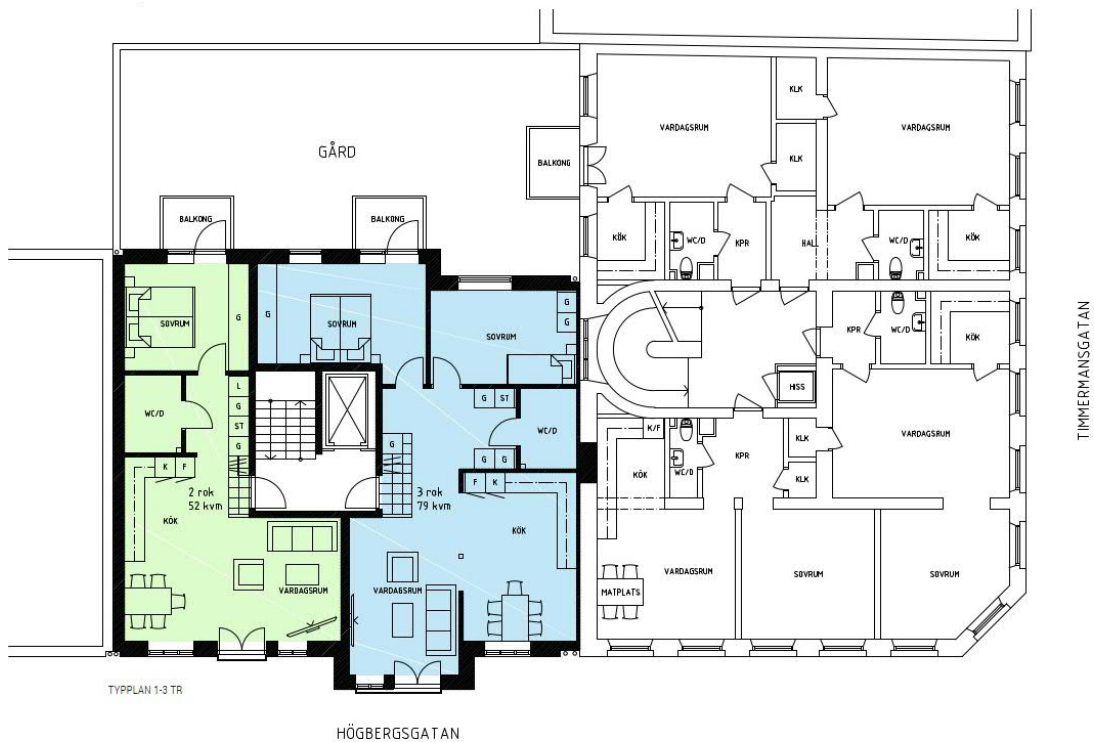 GÅRD
BALKONG
BALKONG
BALKONG
VARDAGSRUM
KLK
KLK
VARDAGSRUM
KÖK
WC/D
KPR
HAL
WC/D
KÖK
SOVRUM
G
G
SOVRUM
SOVRUM
G
G
KPR
WC/D
KÖK
HISS
WC/D
L
G
ST
G
K
F
2 rok
52 kvm
KÖK
VARDAGSRUM
G
G
ST
WC/D
G
G
3 rok
79 kvm
F
K
KÖK
VARDAGSRUM
K/F
KÖK
WC/D
KPR
KLK
KLK
VARDAGSRUM
VARDAGSRUM
MATPLATS
SOVRUM
SOVRUM
TIMMERMANSGATAN
TYPPLAN 1-3 TR
HÖGBERGSGATAN